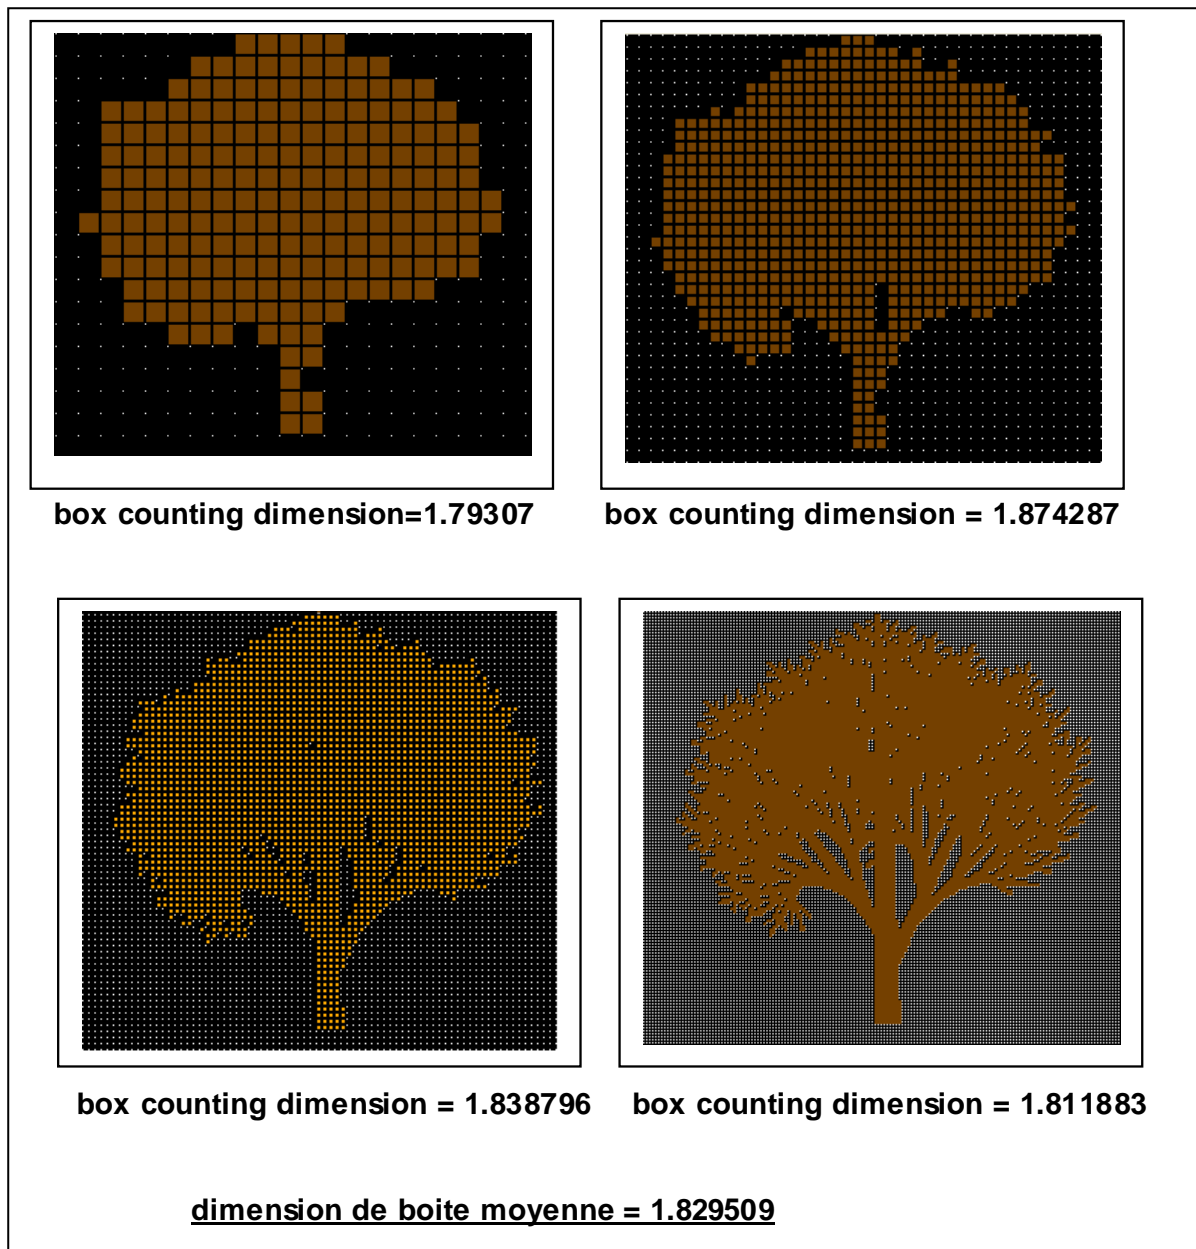 box counting dimension=1.79307
box counting dimension = 1.874287
box counting dimension = 1.838796
box counting dimension = 1.811883
dimension de boite moyenne = 1.829509